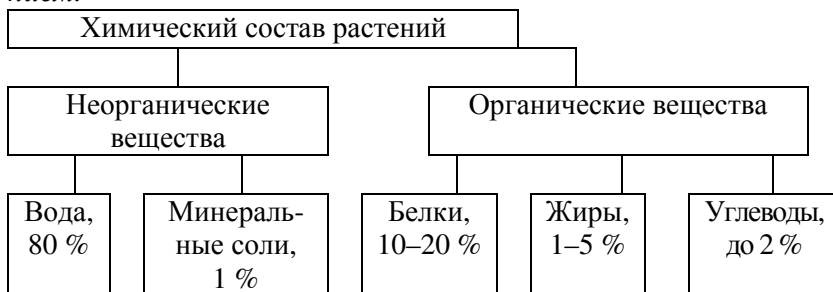 Химический состав растений
Неорганические
вещества
Органические вещества
Вода,
80 %
Минераль-
ные соли,
1 %
Белки,
10–20 %
Жиры,
1–5 %
Углеводы,
до 2 %